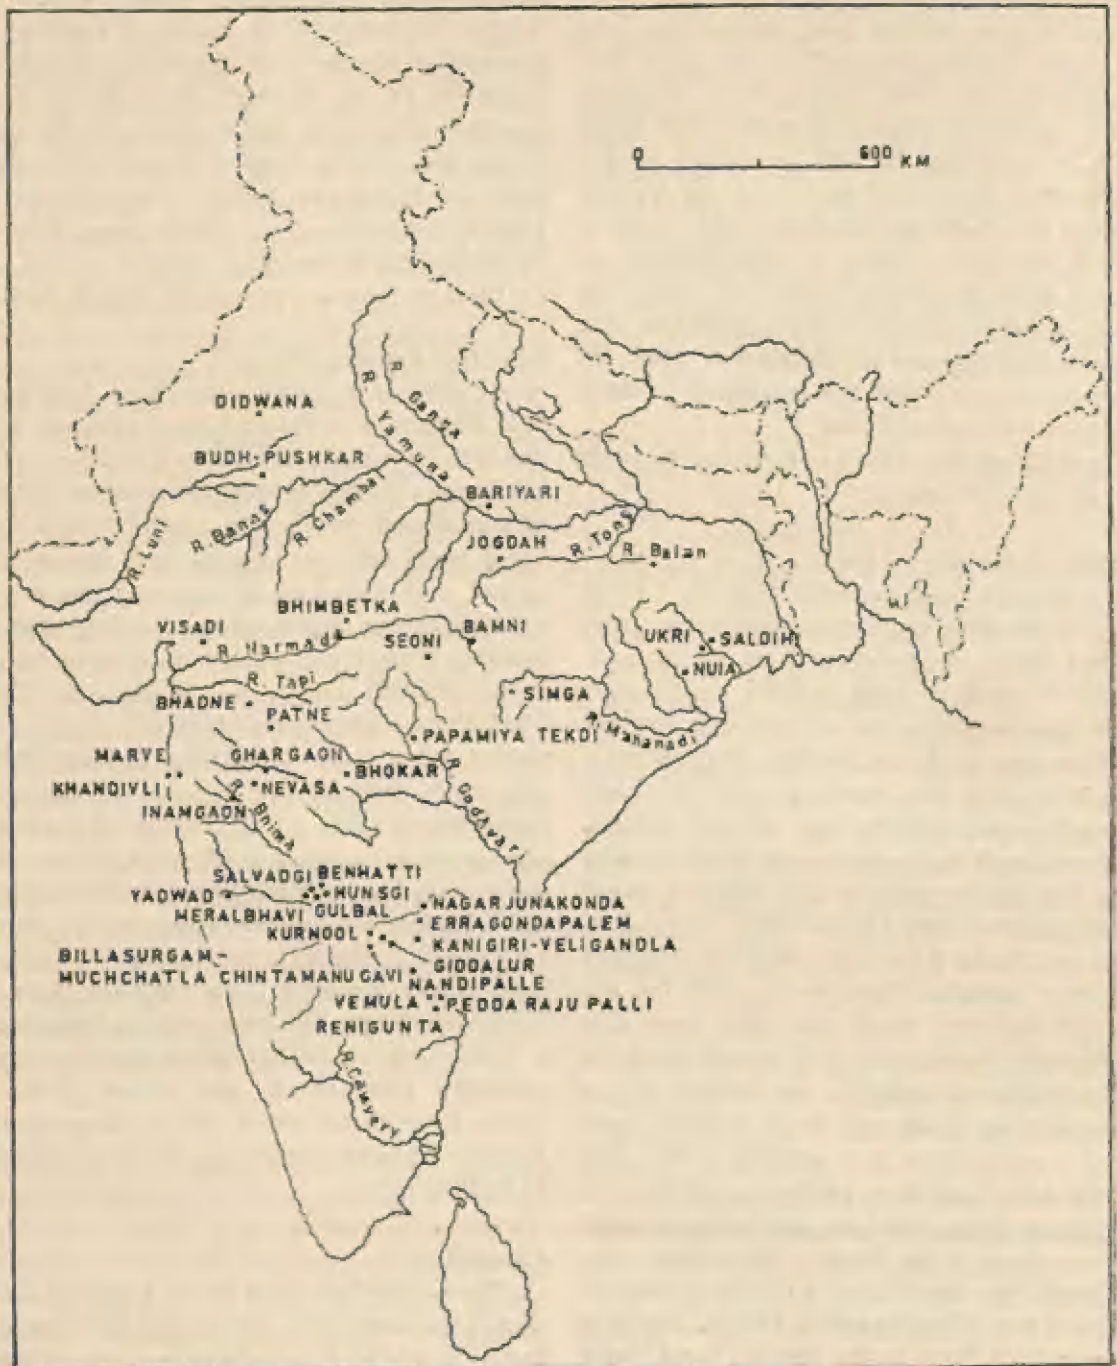 0 600 KM
DIDWANA
R. Ganga
R. Yamuna
BUDH-PUSHKAR
R. Banas
R. Chambal
BARIYARI
R. Luni
JOGDAH
R. Tons
R. Belan
BHIMBETKA
VISADI
R. Narmada
BAMNI
SEONI
UKRI
SALDIH
NUIA
R. Tapi
BHADNE
PATNE
SIMGA
R. Mahanadi
PAPAMIYA TEKDI
MARVE
GHARGAON
BHOKAR
KHANDIVLI
NEVASA
R. Godavari
INAMGAON
R. Bhima
SALVADGI BENHATTI
YADWAD
HUNSGI
NAGARJUNAKONDA
MERALBHAVI GULBAL
ERRAGONDAPALEM
KURNOOL
KANIGIRI-VELIGANDLA
BILLASURGAM-
GIDDALUR
MUCHCHATLA CHINTAMANU GAVI
NANDIPALLE
VEMULA
PEDDA RAJU PALLI
RENIGUNTA
R. Cauvery